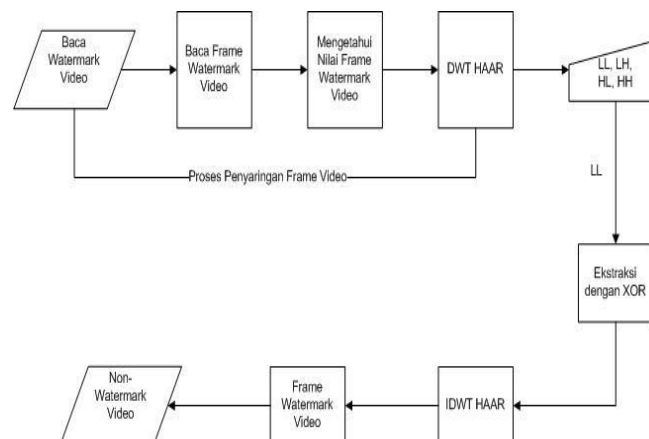 Baca
Watermark
Video
Baca Frame
Watermark
Video
Mengetahui
Nilai Frame
Watermark
Video
DWT HAAR
LL, LH,
HL, HH
Proses Penyaringan Frame Video
LL
Ekstraksi
dengan XOR
Non-
Watermark
Video
Frame
Watermark
Video
IDWT HAAR